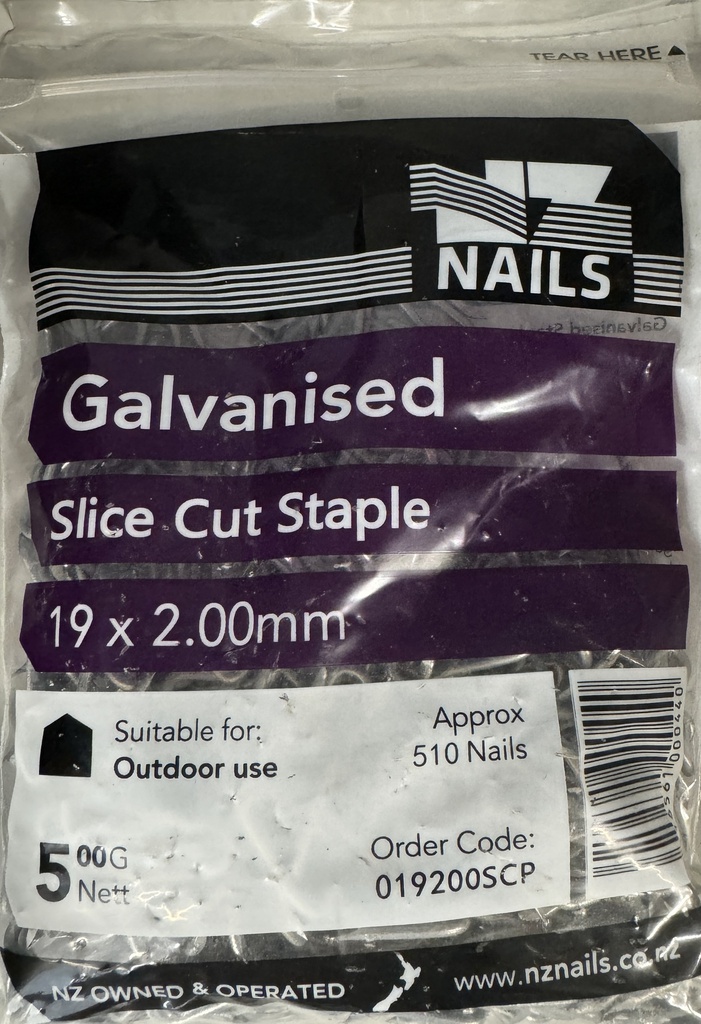 TEAR HERE
NZ
NAILS
Galvanised
Slice Cut Staple
19 x 2.00mm
Suitable for:
Outdoor use
Approx
510 Nails
500G
Nett
Order Code:
019200SCP
NZ OWNED & OPERATED
www.nznails.co.nz